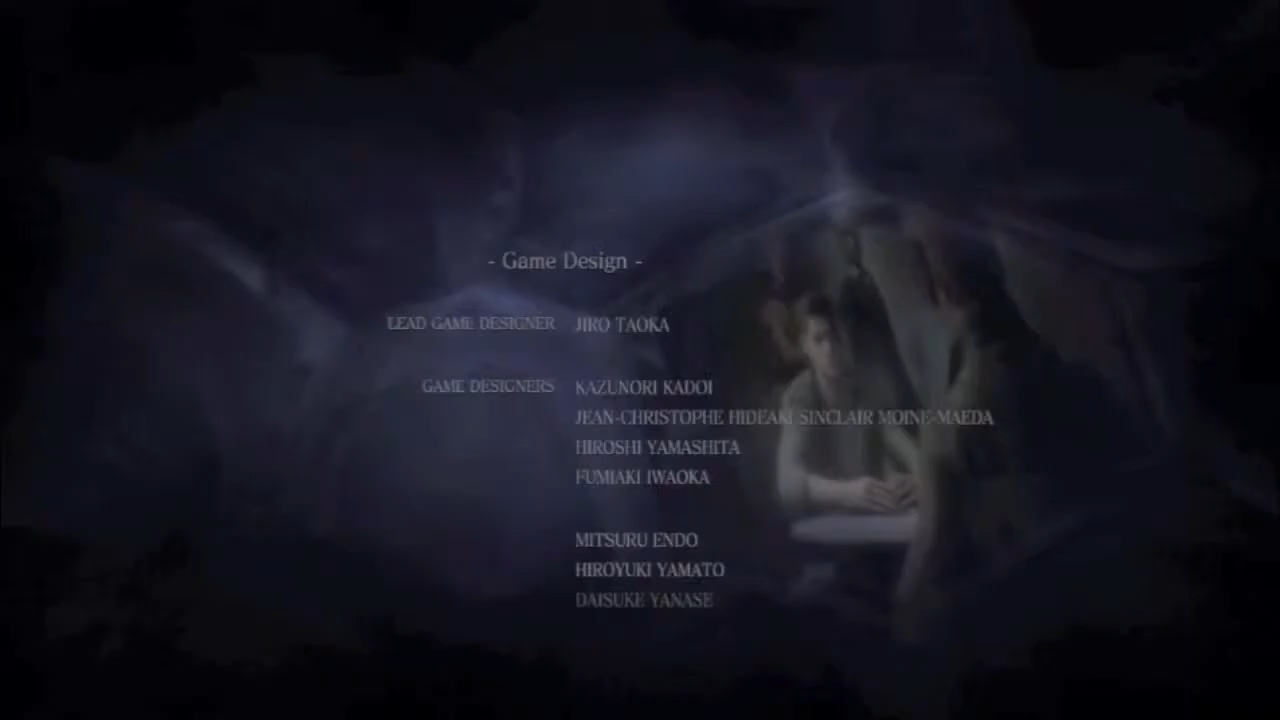 - Game Design -
LEAD GAME DESIGNER JIRO TAOKA
GAME DESIGNERS KAZUNORI KADOI
JEAN-CHRISTOPHE HIDEAKI SINCLAIR MOINE-MAEDA
HIROSHI YAMASHITA
FUMIAKI IWAOKA
MITSURU ENDO
HIROYUKI YAMATO
DAISUKE YANASE